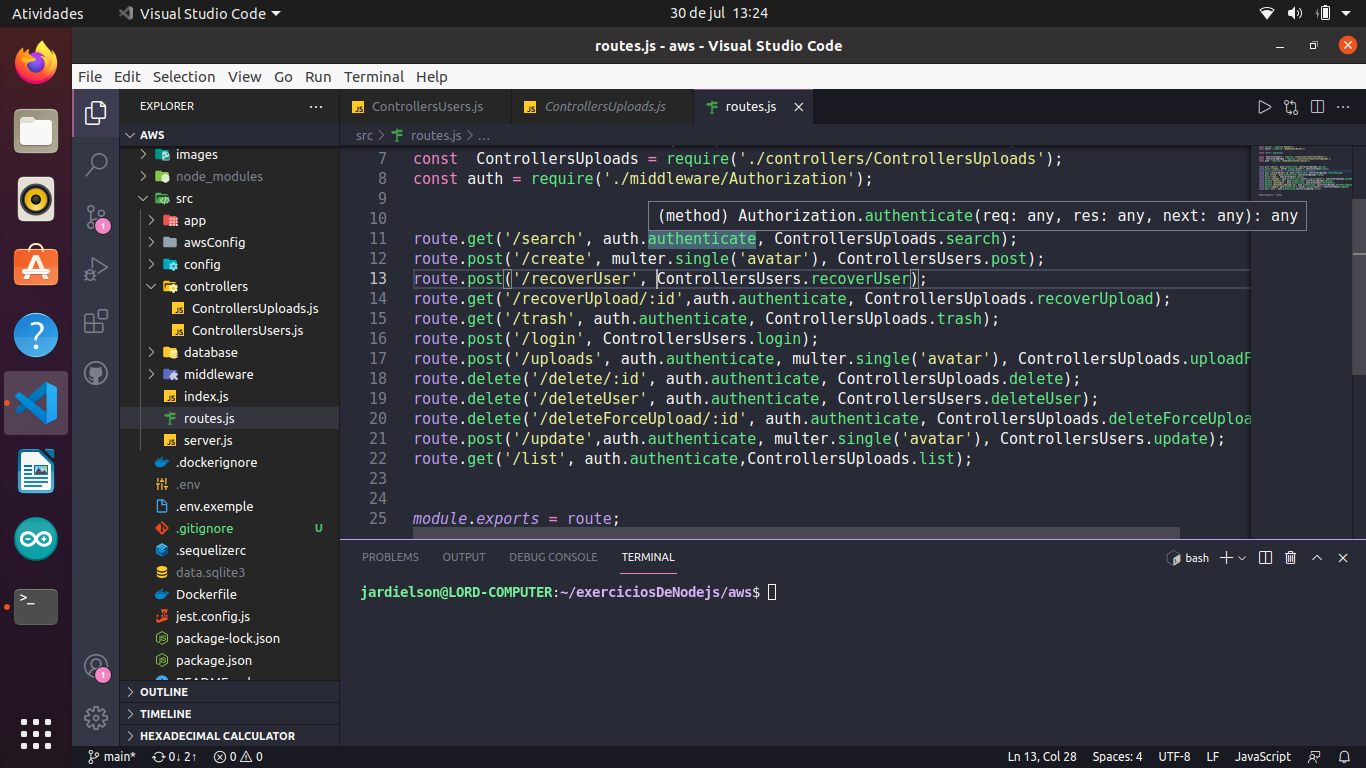 Atividades
Visual Studio Code
30 de jul 13:24
routes.js - aws - Visual Studio Code
File Edit Selection View Go Run Terminal Help
EXPLORER
AWS
images
node_modules
src
app
awsConfig
config
controllers
ControllersUploads.js
ControllersUsers.js
database
middleware
index.js
routes.js
server.js
.dockerignore
.env
.env.exemple
.gitignore U
.sequelizerc
data.sqlite3
Dockerfile
jest.config.js
package-lock.json
package.json
OUTLINE
TIMELINE
HEXADECIMAL CALCULATOR
1
1
ControllersUsers.js
ControllersUploads.js
routes.js
src > routes.js > ...
7 const ControllersUploads = require('./controllers/ControllersUploads');
8 const auth = require('./middleware/Authorization');
9
10
(method) Authorization.authenticate(req: any, res: any, next: any): any
11 route.get('/search', auth.authenticate, ControllersUploads.search);
12 route.post('/create', multer.single('avatar'), ControllersUsers.post);
13 route.post('/recoverUser', ControllersUsers.recoverUser);
14 route.get('/recoverUpload/:id',auth.authenticate, ControllersUploads.recoverUpload);
15 route.get('/trash', auth.authenticate, ControllersUploads.trash);
16 route.post('/login', ControllersUsers.login);
17 route.post('/uploads', auth.authenticate, multer.single('avatar'), ControllersUploads.uploadF
18 route.delete('/delete/:id', auth.authenticate, ControllersUploads.delete);
19 route.delete('/deleteUser', auth.authenticate, ControllersUsers.deleteUser);
20 route.delete('/deleteForceUpload/:id', auth.authenticate, ControllersUploads.deleteForceUploa
21 route.post('/update',auth.authenticate, multer.single('avatar'), ControllersUsers.update);
22 route.get('/list', auth.authenticate,ControllersUploads.list);
23
24
25 module.exports = route;
PROBLEMS OUTPUT DEBUG CONSOLE TERMINAL
bash
jardielson@LORD-COMPUTER:~/exerciciosDeNodejs/aws$
main* 0↓ 2↑ 0 0
Ln 13, Col 28 Spaces: 4 UTF-8 LF JavaScript